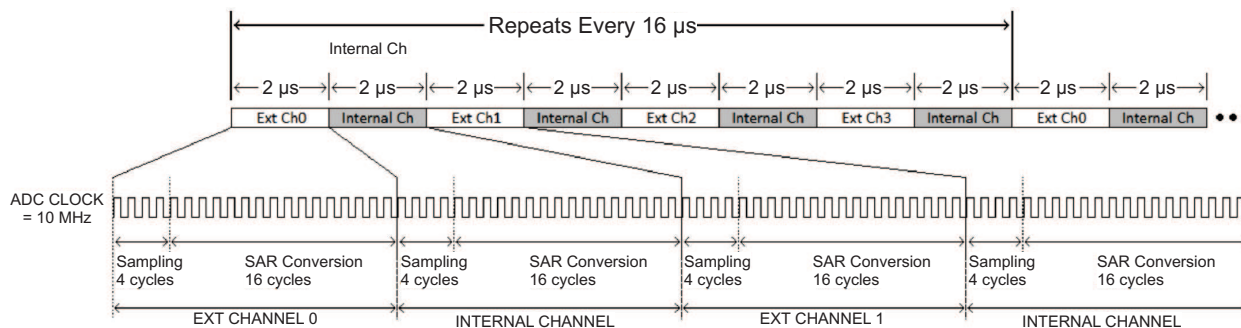 Repeats Every 16 µs
Internal Ch
2 µs 2 µs 2 µs 2 µs 2 µs 2 µs 2 µs 2 µs 2 µs 2 µs
Ext Ch0 Internal Ch Ext Ch1 Internal Ch Ext Ch2 Internal Ch Ext Ch3 Internal Ch Ext Ch0 Internal Ch
ADC CLOCK
= 10 MHz
Sampling SAR Conversion Sampling SAR Conversion Sampling SAR Conversion Sampling SAR Conversion
4 cycles 16 cycles 4 cycles 16 cycles 4 cycles 16 cycles 4 cycles 16 cycles
EXT CHANNEL 0 INTERNAL CHANNEL EXT CHANNEL 1 INTERNAL CHANNEL